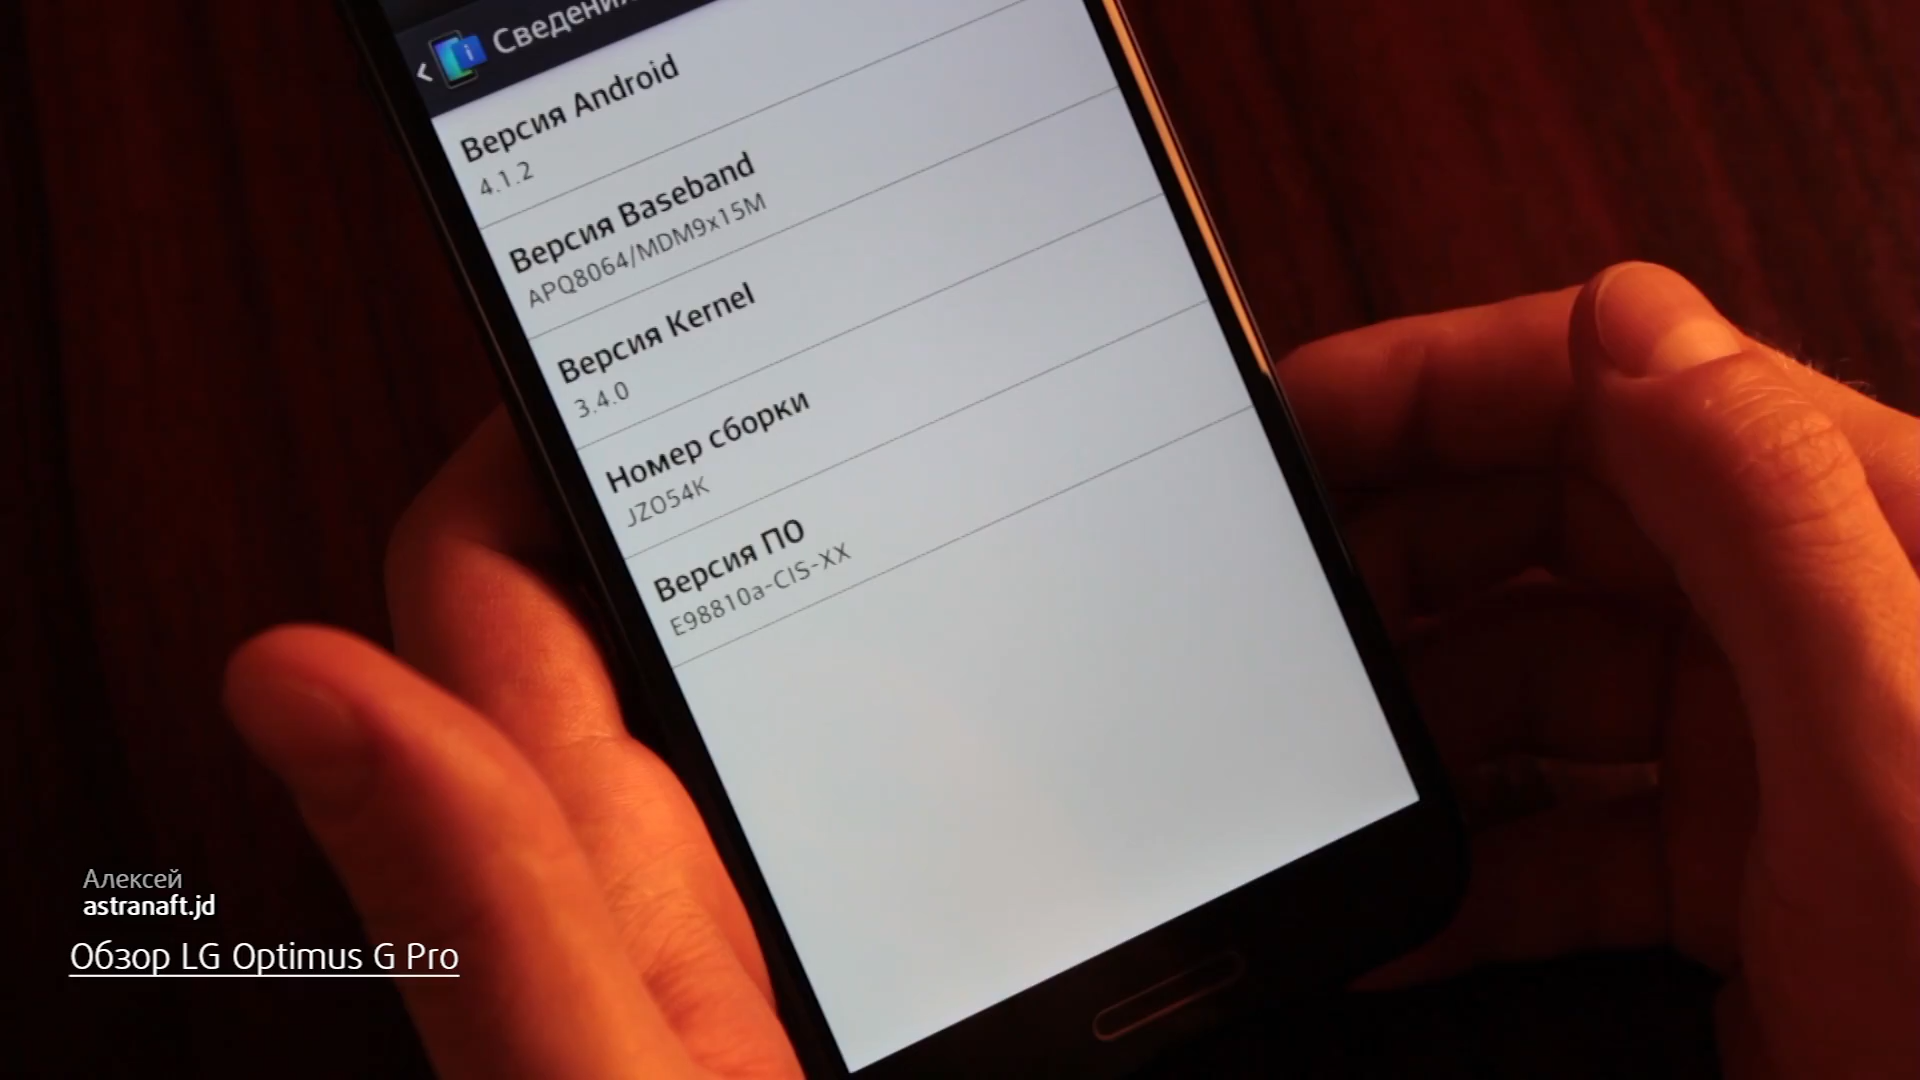 Сведения
Версия Android
4.1.2
Версия Baseband
APQ8064/MDM9x15M
Версия Kernel
3.4.0
Номер сборки
JZO54K
Версия ПО
E98810a-CIS-XX
Алексей
astranaft.jd
Обзор LG Optimus G Pro